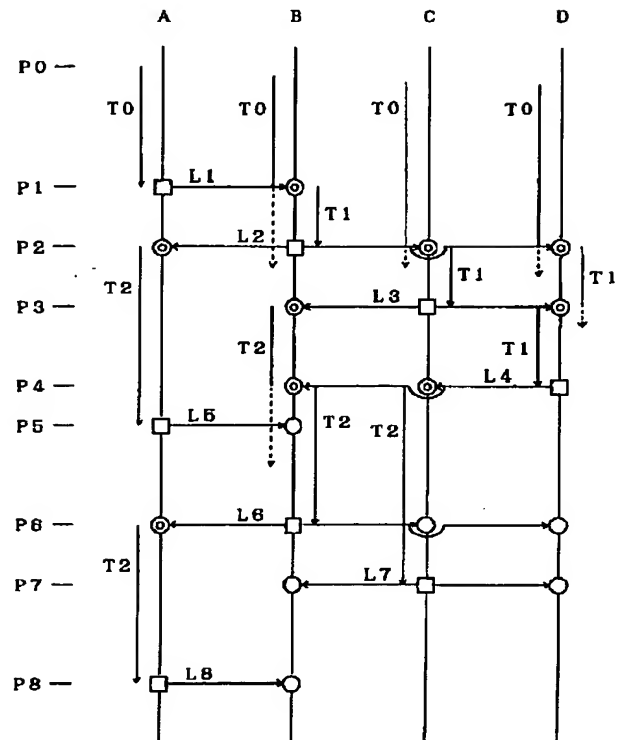 A B C D
P0
T0 T0 T0 T0
P1 L1
T1
P2 L2
T2 T1 T1
P3 L3
T2 T1
P4 L4
P5 L5 T2 T2
P6 L6
T2
P7 L7
P8 L8